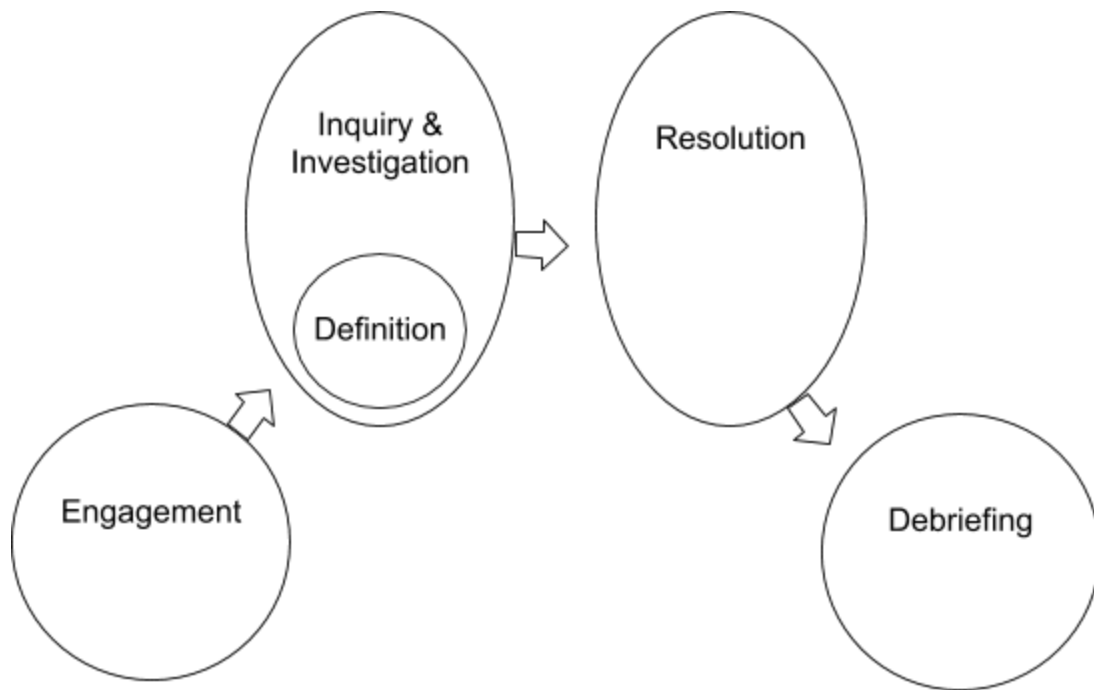 Inquiry &
Investigation
Resolution
Definition
Engagement
Debriefing